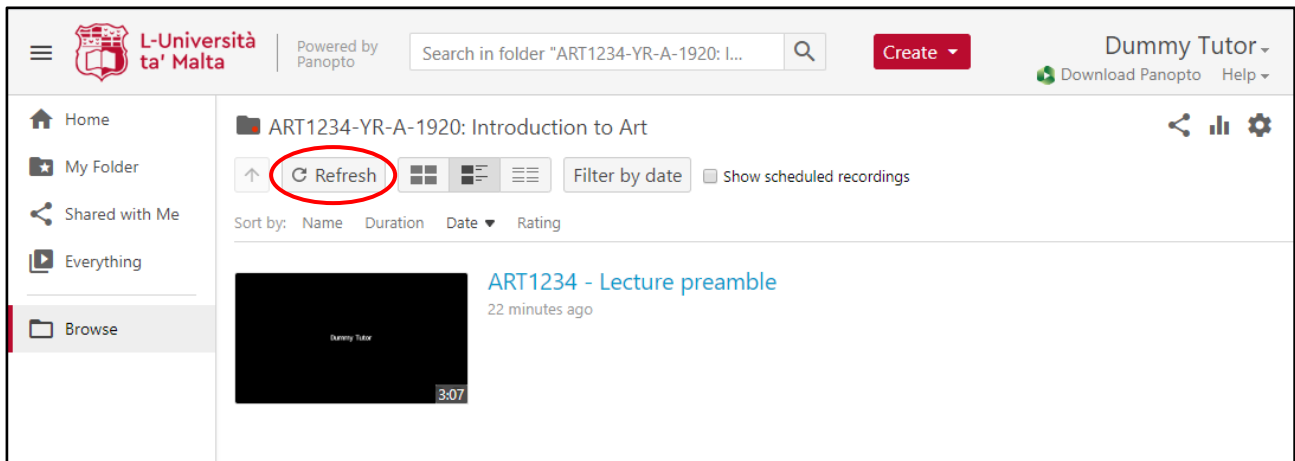 L-Università
ta' Malta
Powered by
Panopto
Search in folder "ART1234-YR-A-1920: I...
Create
Dummy Tutor
Download Panopto Help
Home
My Folder
Shared with Me
Everything
Browse
ART1234-YR-A-1920: Introduction to Art
Refresh Filter by date Show scheduled recordings
Sort by: Name Duration Date Rating
Dummy Tutor
3:07
ART1234 - Lecture preamble
22 minutes ago